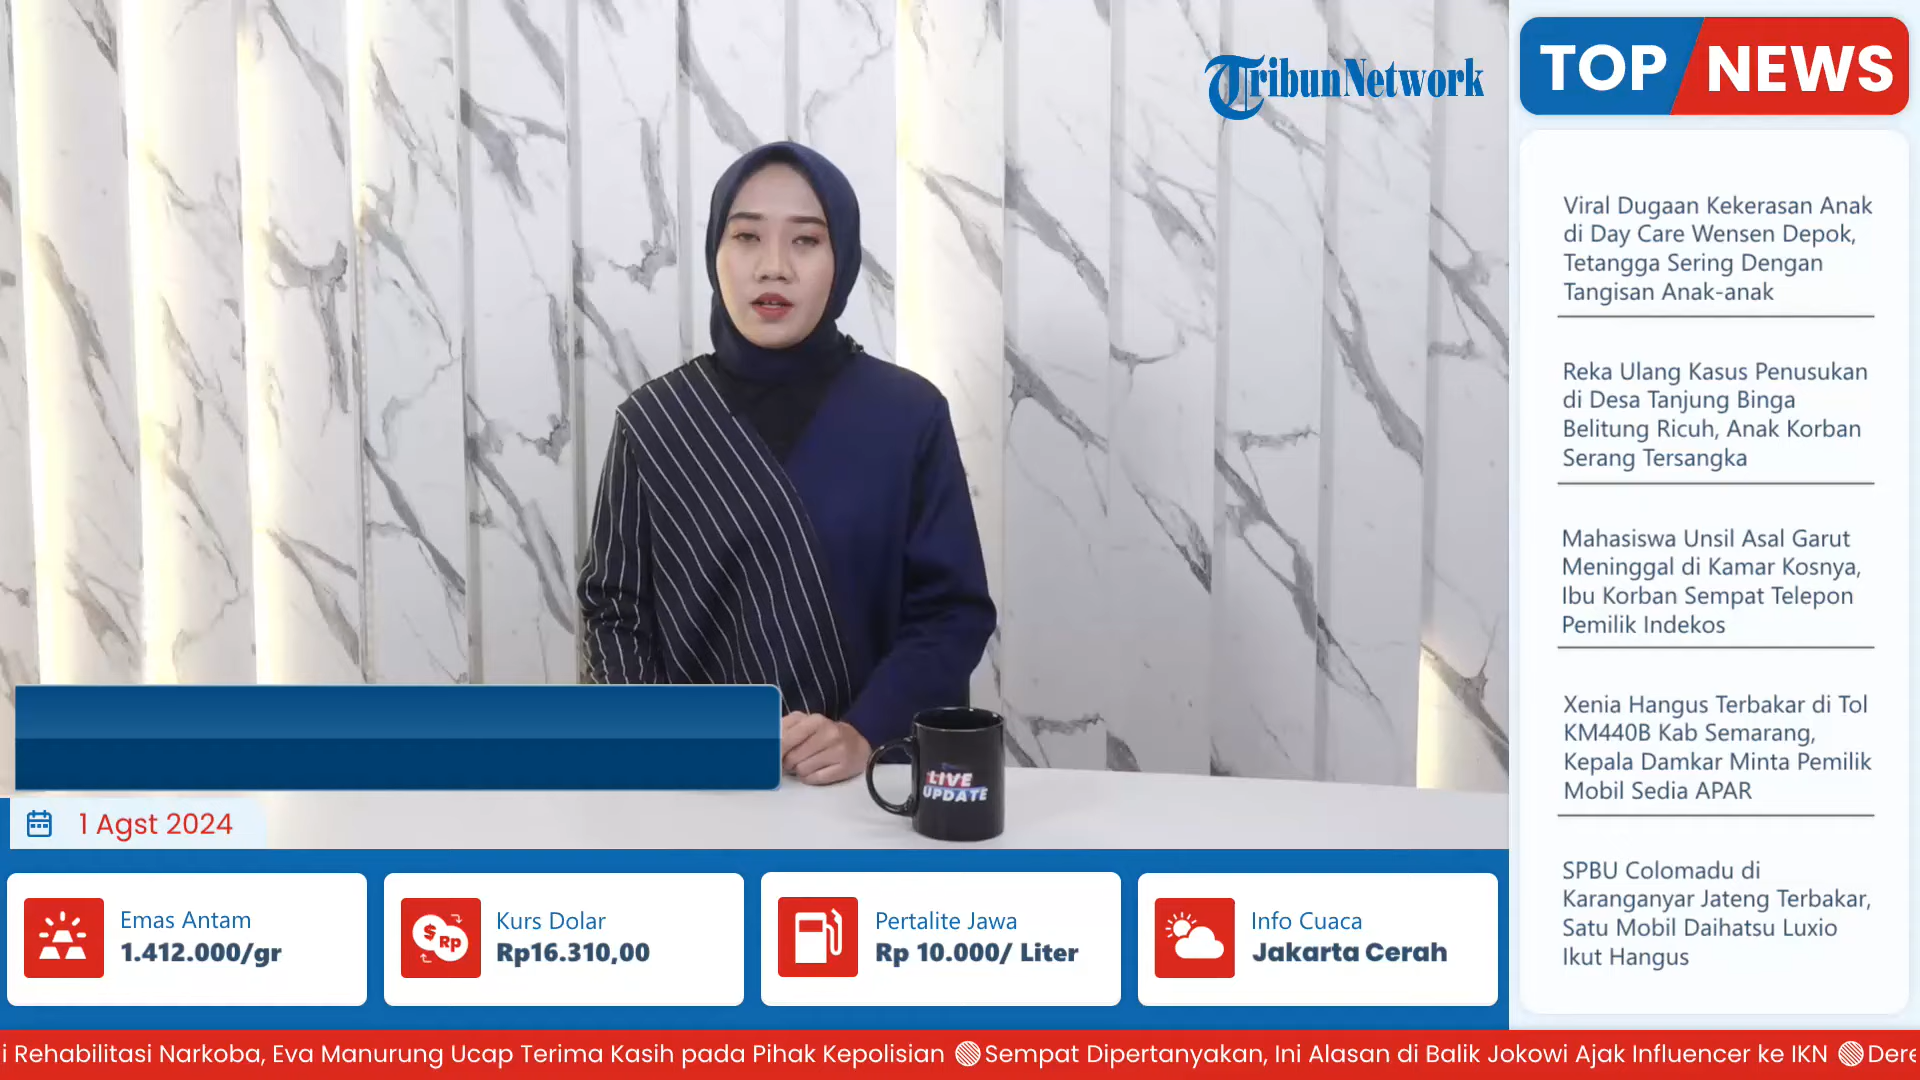 TribunNetwork
TOP NEWS
Viral Dugaan Kekerasan Anak
di Day Care Wensen Depok,
Tetangga Sering Dengan
Tangisan Anak-anak
Reka Ulang Kasus Penusukan
di Desa Tanjung Binga
Belitung Ricuh, Anak Korban
Serang Tersangka
Mahasiswa Unsil Asal Garut
Meninggal di Kamar Kosnya,
Ibu Korban Sempat Telepon
Pemilik Indekos
Xenia Hangus Terbakar di Tol
KM440B Kab Semarang,
Kepala Damkar Minta Pemilik
Mobil Sedia APAR
SPBU Colomadu di
Karanganyar Jateng Terbakar,
Satu Mobil Daihatsu Luxio
Ikut Hangus
LIVE
UPDATE
1 Agst 2024
Emas Antam
1.412.000/gr
Kurs Dolar
$ Rp
Rp16.310,00
Pertalite Jawa
Rp 10.000/ Liter
Info Cuaca
Jakarta Cerah
i Rehabilitasi Narkoba, Eva Manurung Ucap Terima Kasih pada Pihak Kepolisian Sempat Dipertanyakan, Ini Alasan di Balik Jokowi Ajak Influencer ke IKN Dere